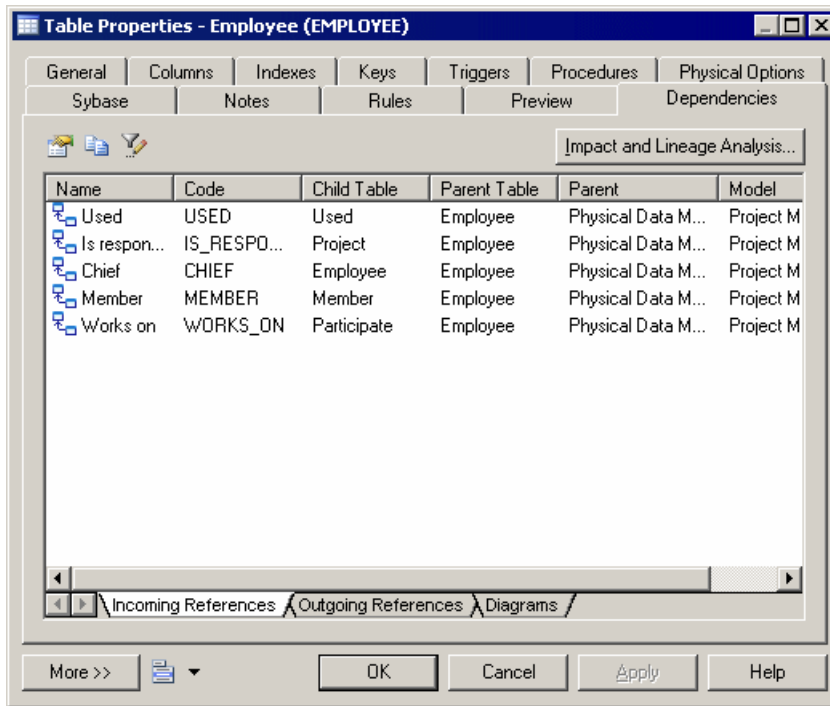 Table Properties - Employee (EMPLOYEE)
General Columns Indexes Keys Triggers Procedures Physical Options
Sybase Notes Rules Preview Dependencies
Impact and Lineage Analysis...
Name Code Child Table Parent Table Parent Model
Used USED Used Employee Physical Data M... Project M
Is respon... IS_RESPO... Project Employee Physical Data M... Project M
Chief CHIEF Employee Employee Physical Data M... Project M
Member MEMBER Member Employee Physical Data M... Project M
Works on WORKS_ON Participate Employee Physical Data M... Project M
Incoming References Outgoing References Diagrams
More >> OK Cancel Apply Help